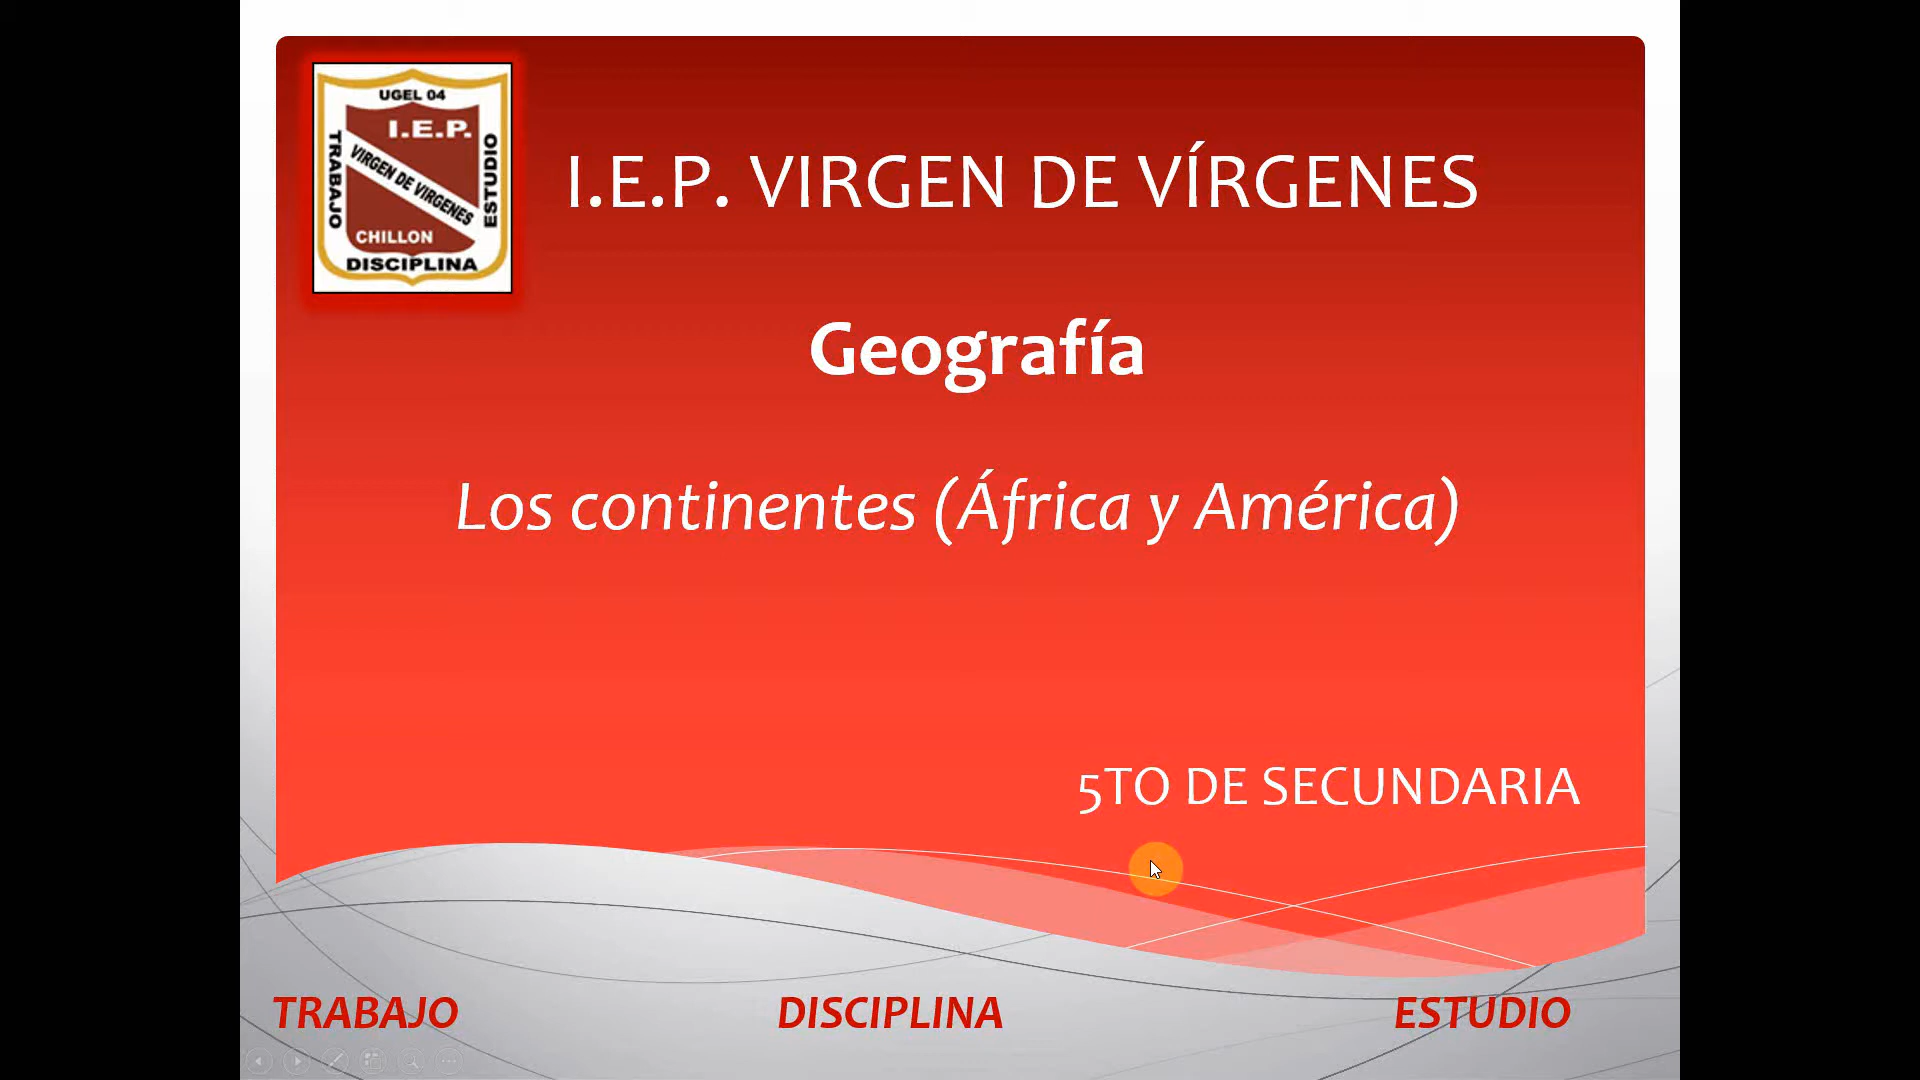 UGEL 04
I.E.P.
TRABAJO
VIRGEN DE VIRGENES
ESTUDIO
CHILLON
DISCIPLINA
I.E.P. VIRGEN DE VÍRGENES
Geografía
Los continentes (África y América)
5TO DE SECUNDARIA
TRABAJO
DISCIPLINA
ESTUDIO